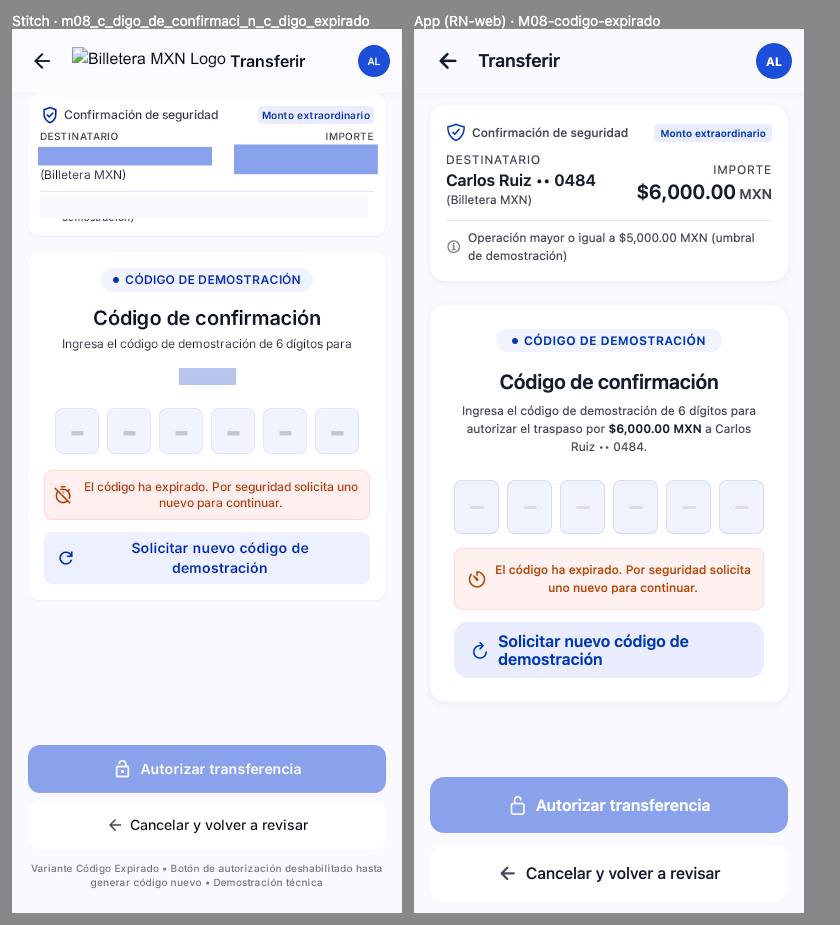 Stitch · m08_c_digo_de_confirmaci_n_c_digo_expirado
Billetera MXN Logo Transferir
AL
Confirmación de seguridad
Monto extraordinario
DESTINATARIO
IMPORTE
(Billetera MXN)
demostración)
CÓDIGO DE DEMOSTRACIÓN
Código de confirmación
Ingresa el código de demostración de 6 dígitos para
El código ha expirado. Por seguridad solicita uno
nuevo para continuar.
Solicitar nuevo código de
demostración
Autorizar transferencia
Cancelar y volver a revisar
Variante Código Expirado • Botón de autorización deshabilitado hasta
generar código nuevo • Demostración técnica
App (RN-web) · M08-codigo-expirado
Transferir
AL
Confirmación de seguridad
Monto extraordinario
DESTINATARIO
Carlos Ruiz •• 0484
(Billetera MXN)
IMPORTE
$6,000.00 MXN
Operación mayor o igual a $5,000.00 MXN (umbral
de demostración)
CÓDIGO DE DEMOSTRACIÓN
Código de confirmación
Ingresa el código de demostración de 6 dígitos para
autorizar el traspaso por $6,000.00 MXN a Carlos
Ruiz •• 0484.
El código ha expirado. Por seguridad solicita
uno nuevo para continuar.
Solicitar nuevo código de
demostración
Autorizar transferencia
Cancelar y volver a revisar